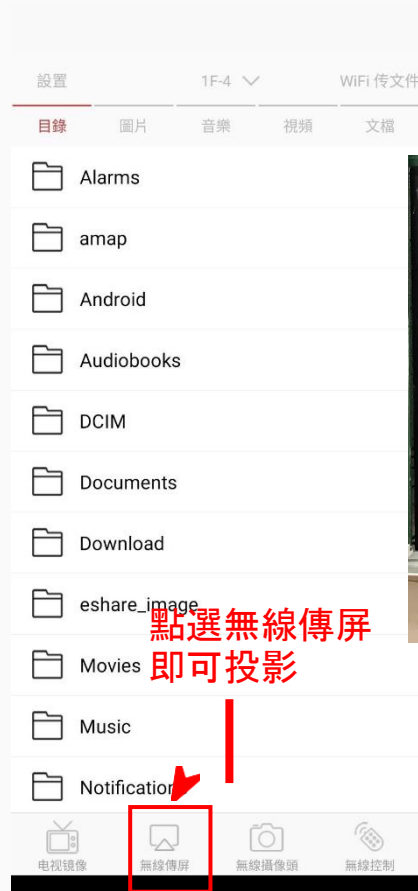 設置 1F-4 WiFi 传文件
目錄 圖片 音樂 視頻 文檔
Alarms
amap
Android
Audiobooks
DCIM
Documents
Download
eshare_image
點選無線傳屏
即可投影
Movies
Music
Notification
电视镜像 無線傳屏 無線攝像頭 無線控制